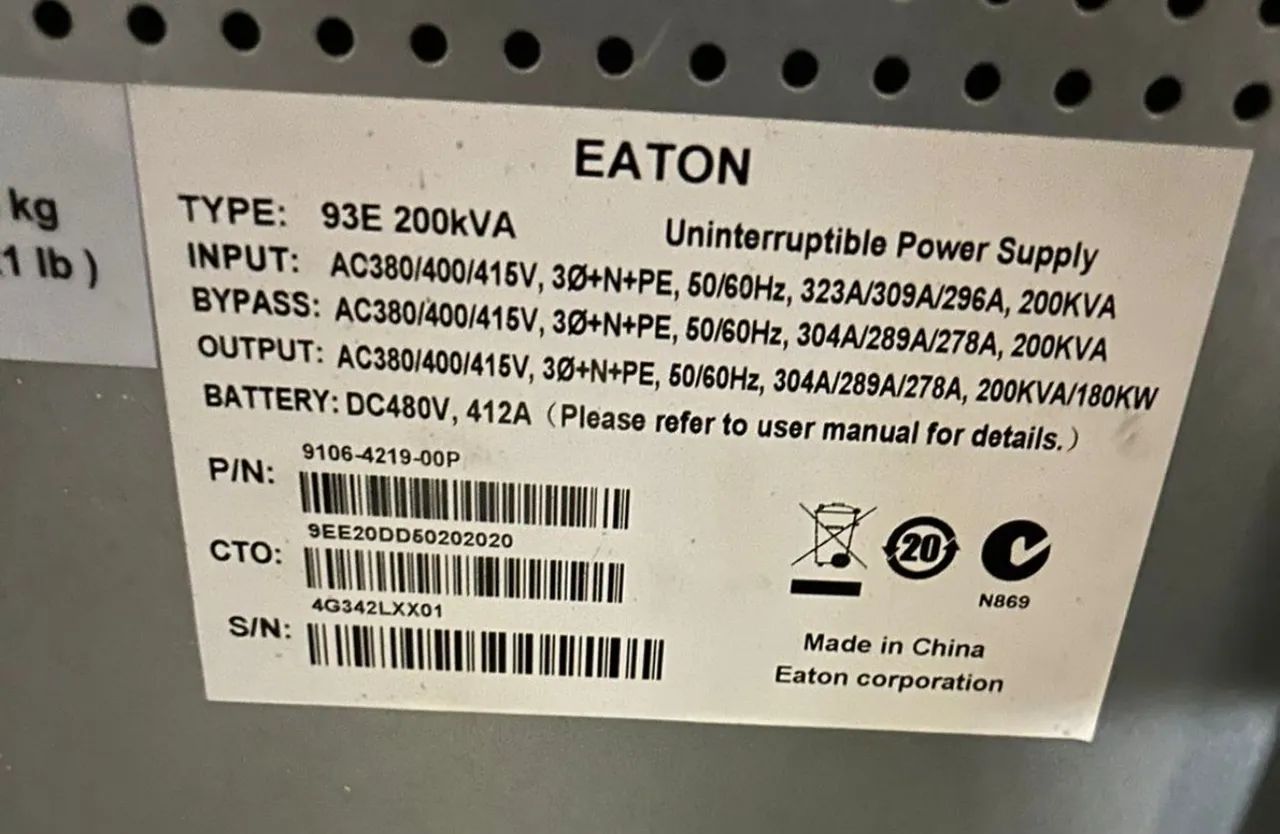 kg
1 lb )
EATON
TYPE: 93E 200kVA Uninterruptible Power Supply
INPUT: AC380/400/415V, 3Ø+N+PE, 50/60Hz, 323A/309A/296A, 200KVA
BYPASS: AC380/400/415V, 3Ø+N+PE, 50/60Hz, 304A/289A/278A, 200KVA
OUTPUT: AC380/400/415V, 3Ø+N+PE, 50/60Hz, 304A/289A/278A, 200KVA/180KW
BATTERY: DC480V, 412A (Please refer to user manual for details.)
P/N: 9106-4219-00P
CTO: 9EE20DD50202020
S/N: 4G342LXX01
20
N869
Made in China
Eaton corporation